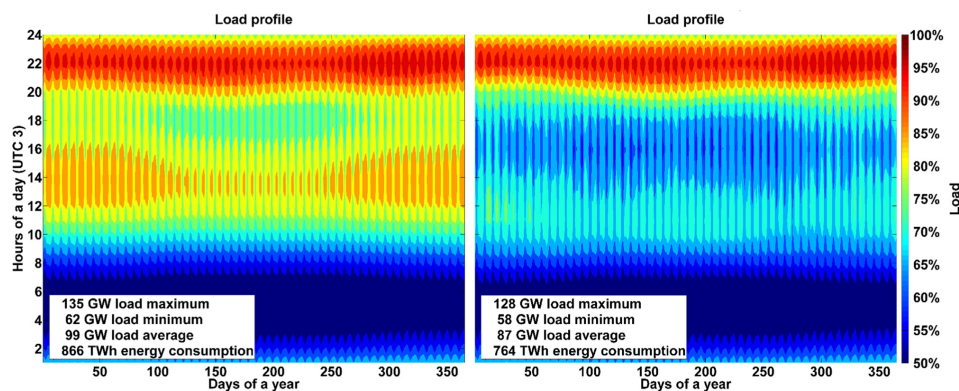 Load profile
Load profile
Hours of a day (UTC 3)
24
22
20
18
16
14
12
10
8
6
4
2
135 GW load maximum
62 GW load minimum
99 GW load average
866 TWh energy consumption
50 100 150 200 250 300 350
Days of a year
128 GW load maximum
58 GW load minimum
87 GW load average
764 TWh energy consumption
50 100 150 200 250 300 350
Days of a year
100%
95%
90%
85%
80%
75%
70%
65%
60%
55%
50%
Load